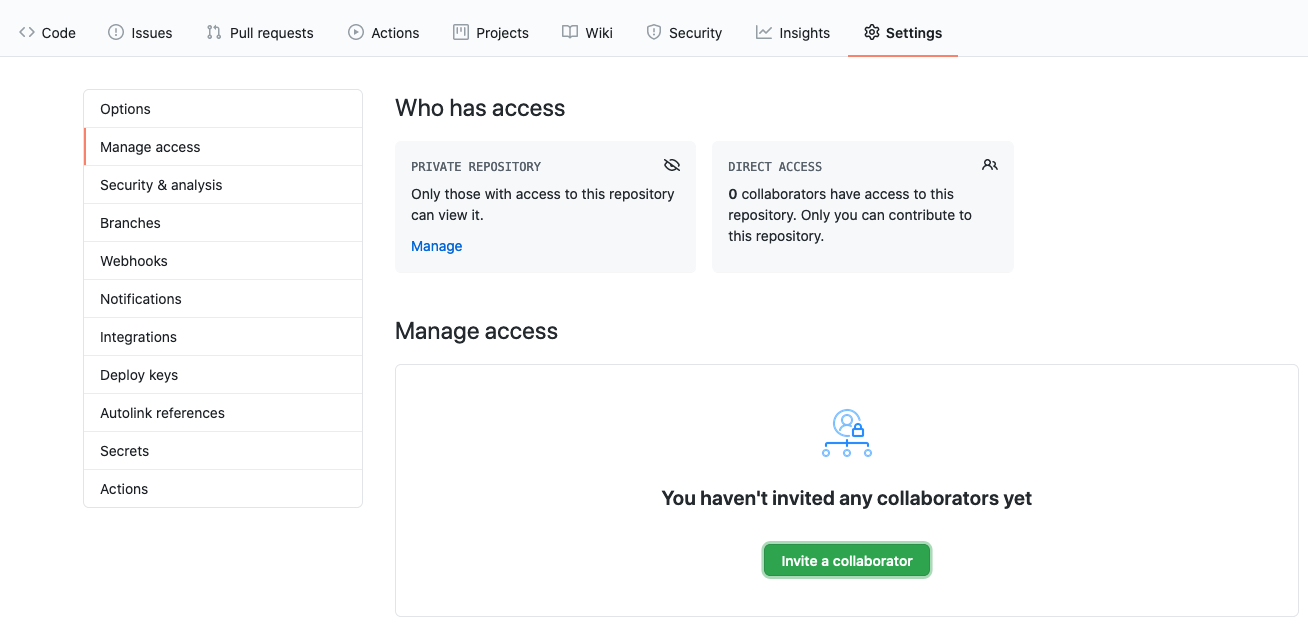 Code Issues Pull requests Actions Projects Wiki Security Insights Settings
Options
Manage access
Security & analysis
Branches
Webhooks
Notifications
Integrations
Deploy keys
Autolink references
Secrets
Actions
Who has access
PRIVATE REPOSITORY
Only those with access to this repository
can view it.
Manage
DIRECT ACCESS
0 collaborators have access to this
repository. Only you can contribute to
this repository.
Manage access
You haven't invited any collaborators yet
Invite a collaborator